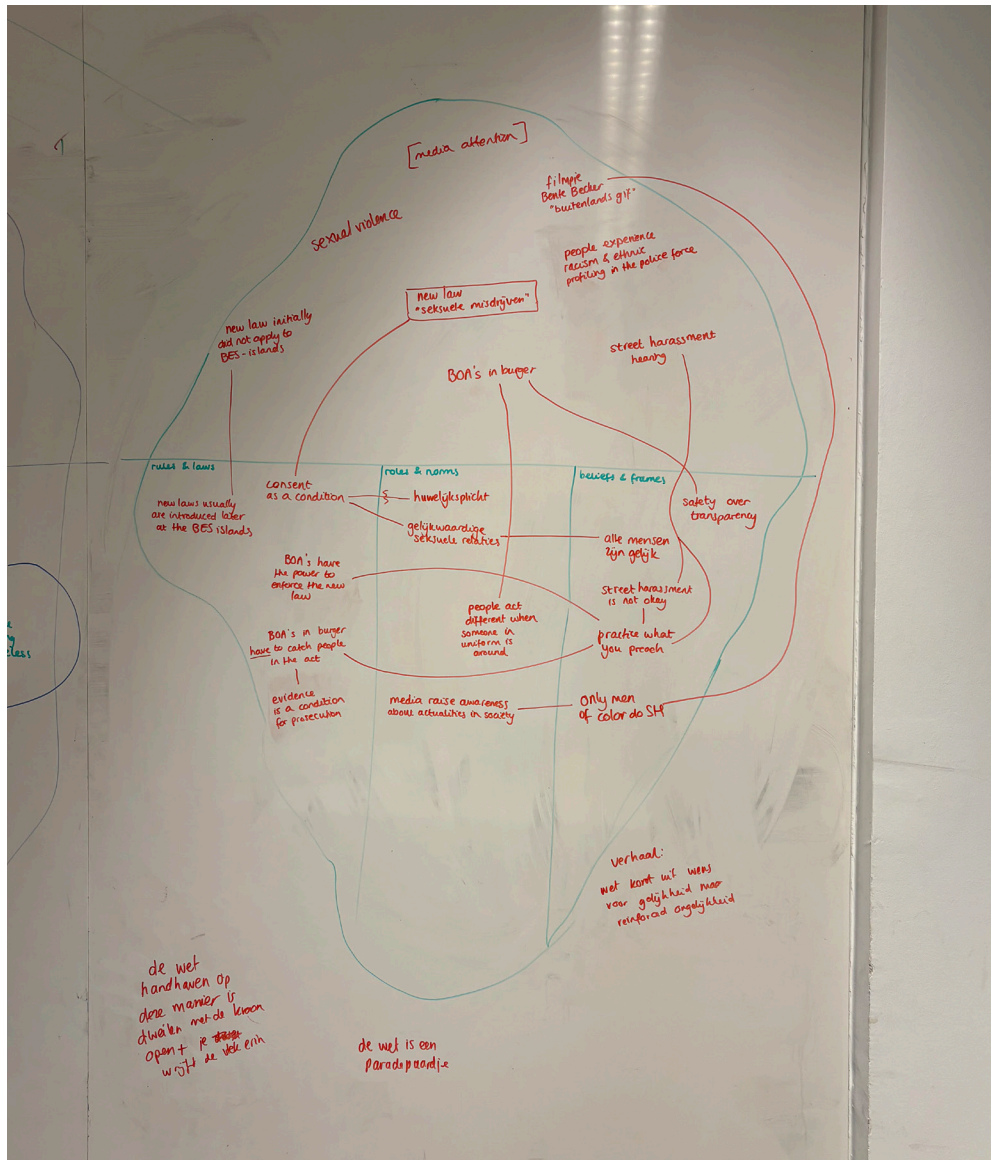 [media attention]
filmpje
Bente Becker
"buitenlands gif"
sexual violence
people experience
racism & ethnic
profiling in the police force
new law
"seksuele misdrijven"
new law initially
did not apply to
BES-islands
street harassment
hearing
BOA's in burger
rules & laws
roles & norms
beliefs & frames
new laws usually
are introduced later
at the BES islands
consent
as a condition
huwelijksplicht
gelijkwaardige
seksuele relaties
safety over
transparency
alle mensen
zijn gelijk
BOA's have
the power to
enforce the new
law
people act
different when
someone in
uniform is
around
street harassment
is not okay
practice what
you preach
BOA's in burger
have to catch people
in the act
evidence
is a condition
for prosecution
media raise awareness
about actualities in society
Only men
of color do SH
verhaal:
wet komt uit wens
voor gelijkheid maar
reinforced ongelijkheid
de wet
handhaven op
deze manier is
dweilen met de kraan
open + je
wrijft de vlek erin
de wet is een
Paradepaardje